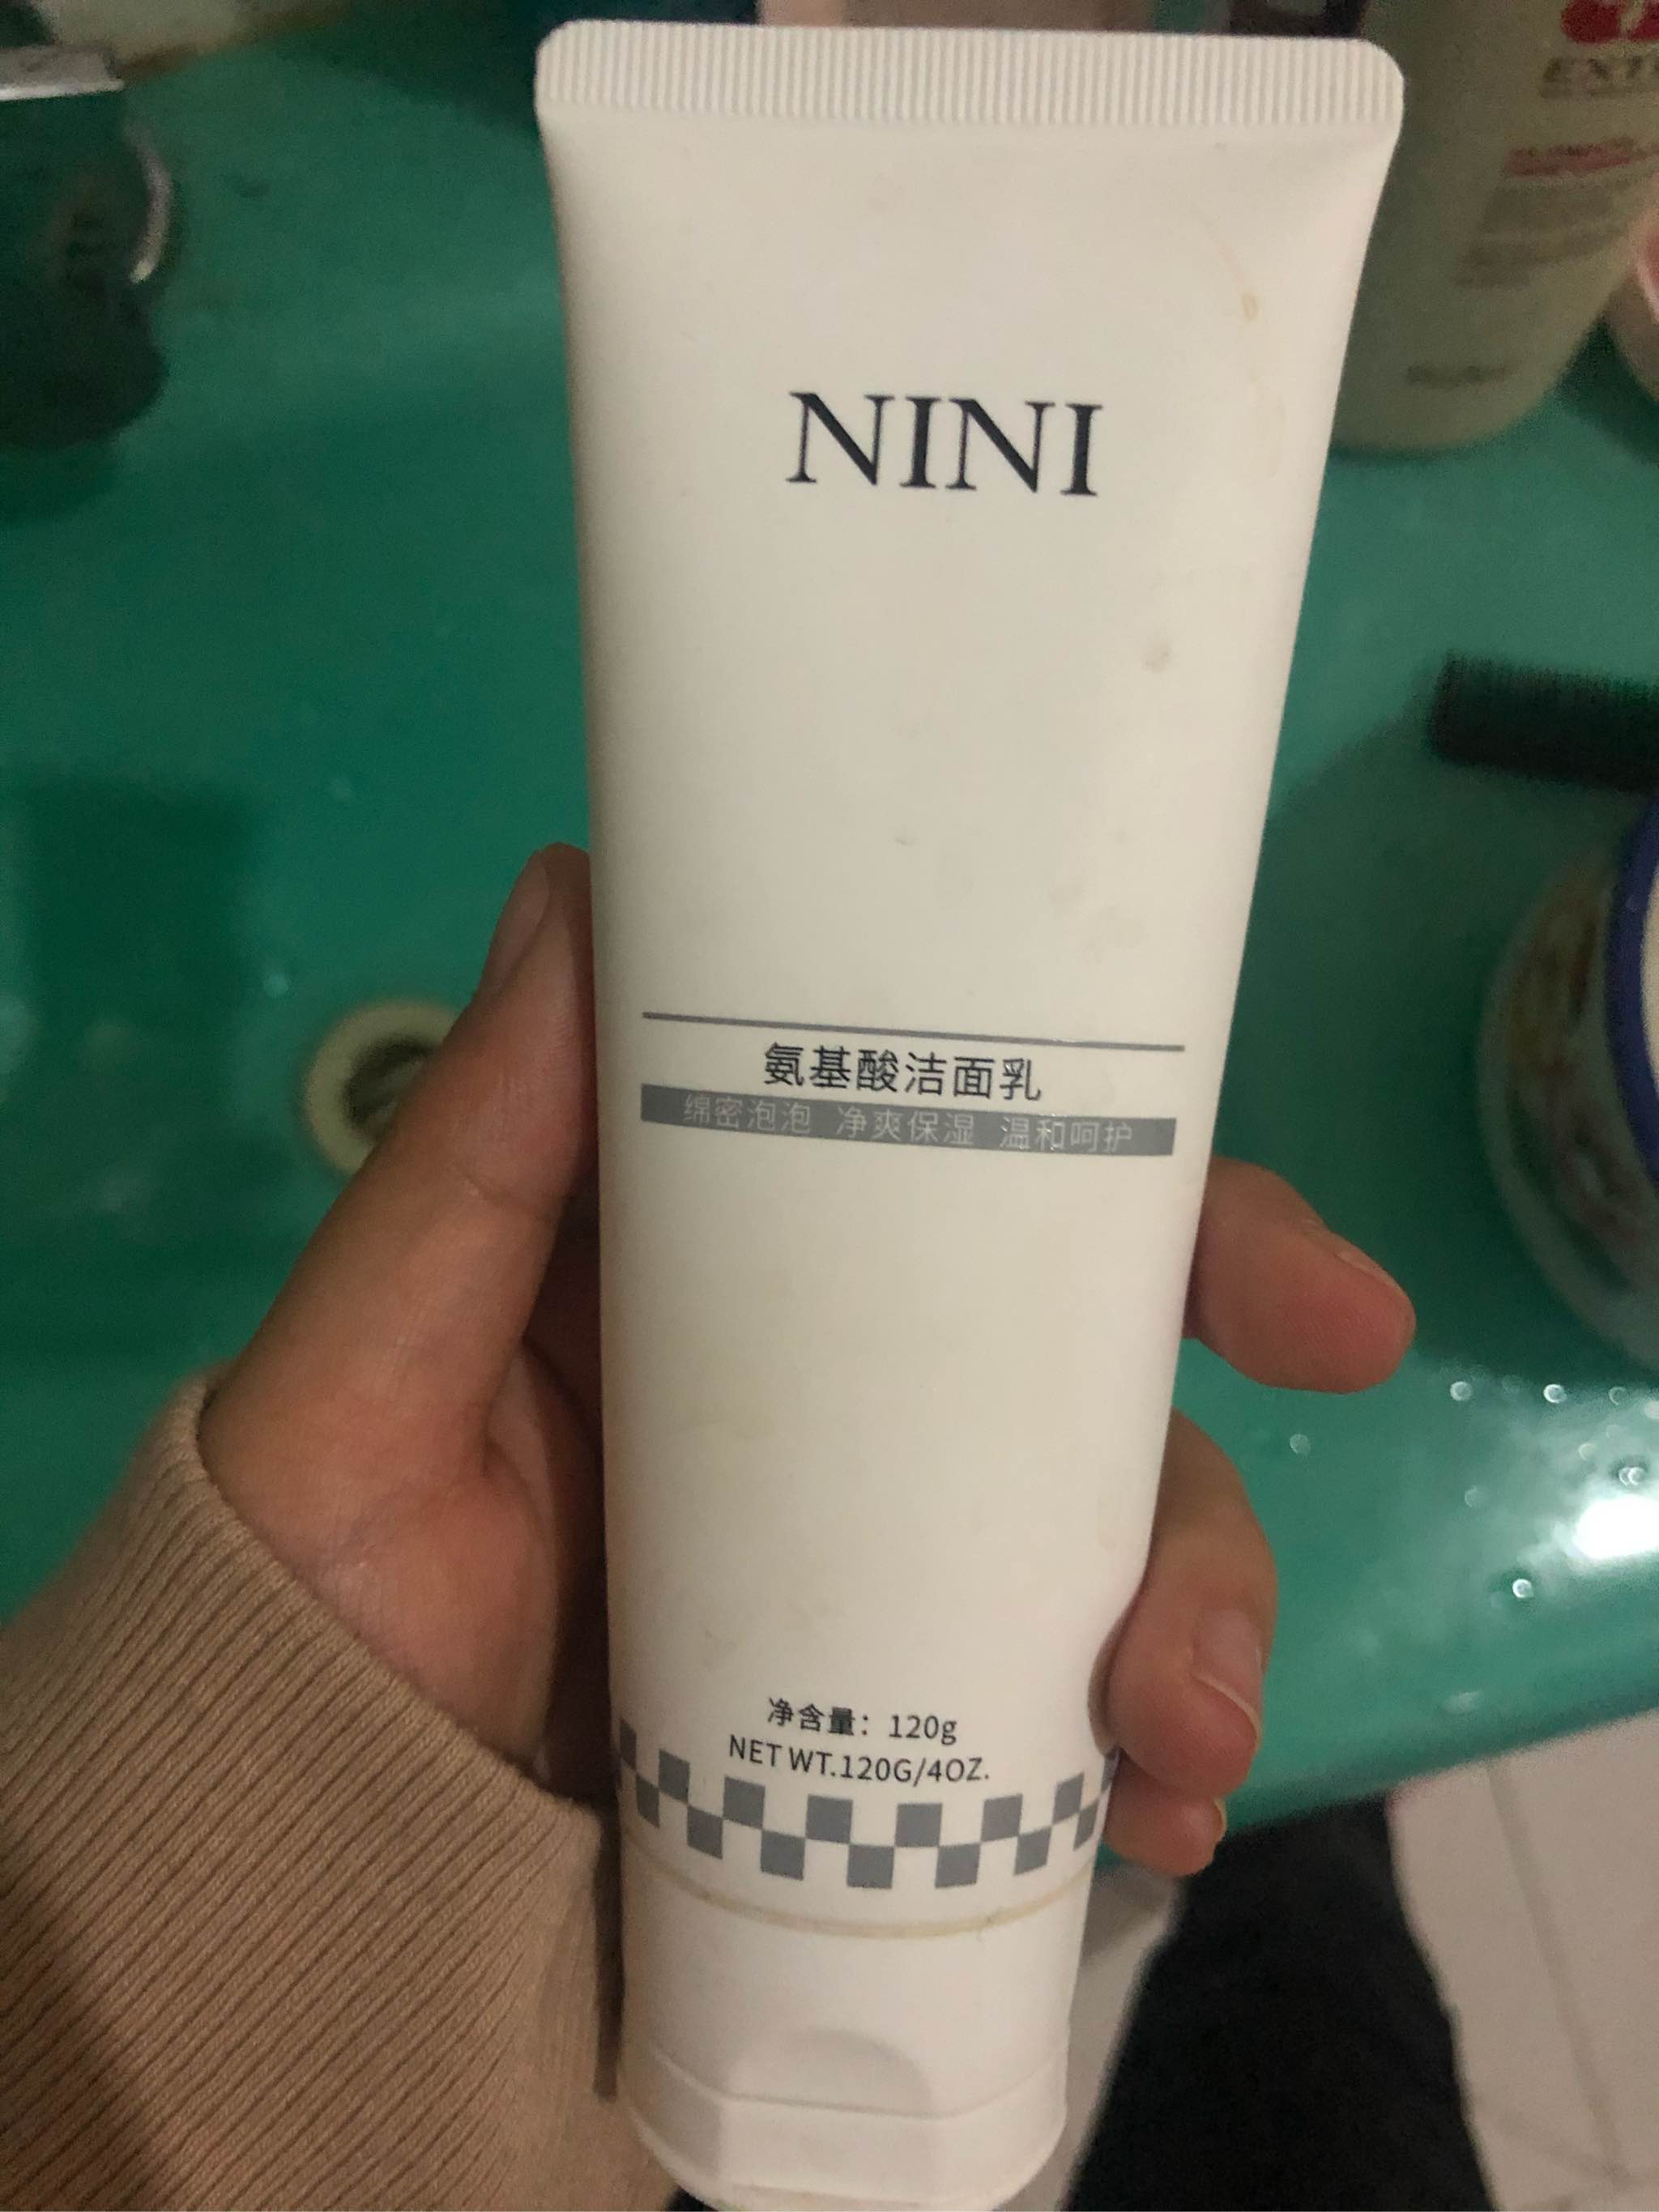 NINI
氨基酸洁面乳
绵密泡泡 净爽保湿 温和呵护
净含量：120g
NET WT.120G/4OZ.